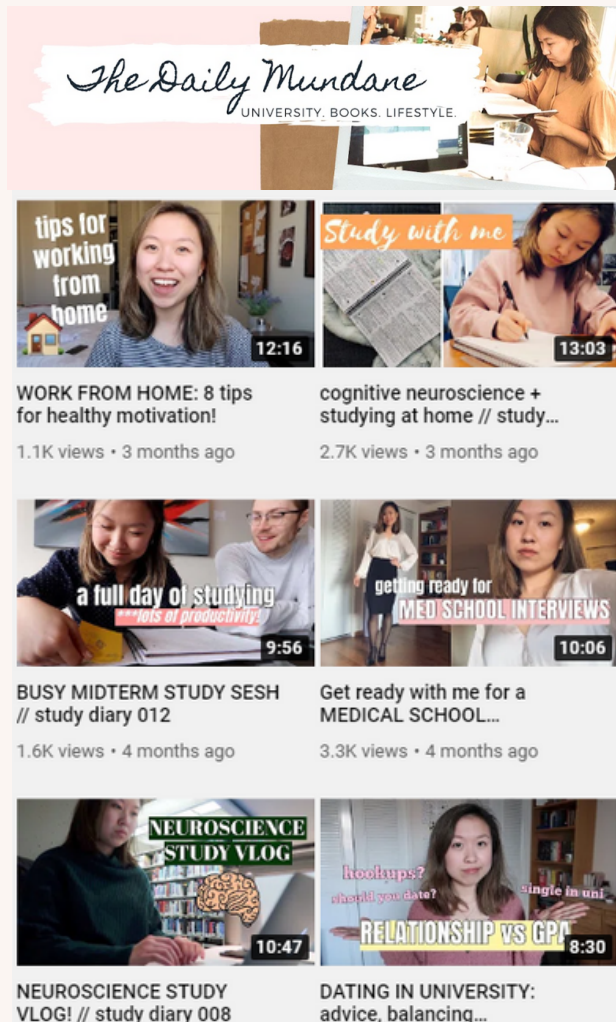 The Daily Mundane
UNIVERSITY. BOOKS. LIFESTYLE.
tips for
working
from
home
12:16
Study with me
13:03
WORK FROM HOME: 8 tips
for healthy motivation!
1.1K views • 3 months ago
cognitive neuroscience +
studying at home // study...
2.7K views • 3 months ago
a full day of studying
***lots of productivity!
9:56
getting ready for
MED SCHOOL INTERVIEWS
10:06
BUSY MIDTERM STUDY SESH
// study diary 012
1.6K views • 4 months ago
Get ready with me for a
MEDICAL SCHOOL...
3.3K views • 4 months ago
NEUROSCIENCE
STUDY VLOG
10:47
hookups?
should you date?
single in uni
RELATIONSHIP VS GPA
8:30
NEUROSCIENCE STUDY
VLOG! // study diary 008
DATING IN UNIVERSITY:
advice, balancing...